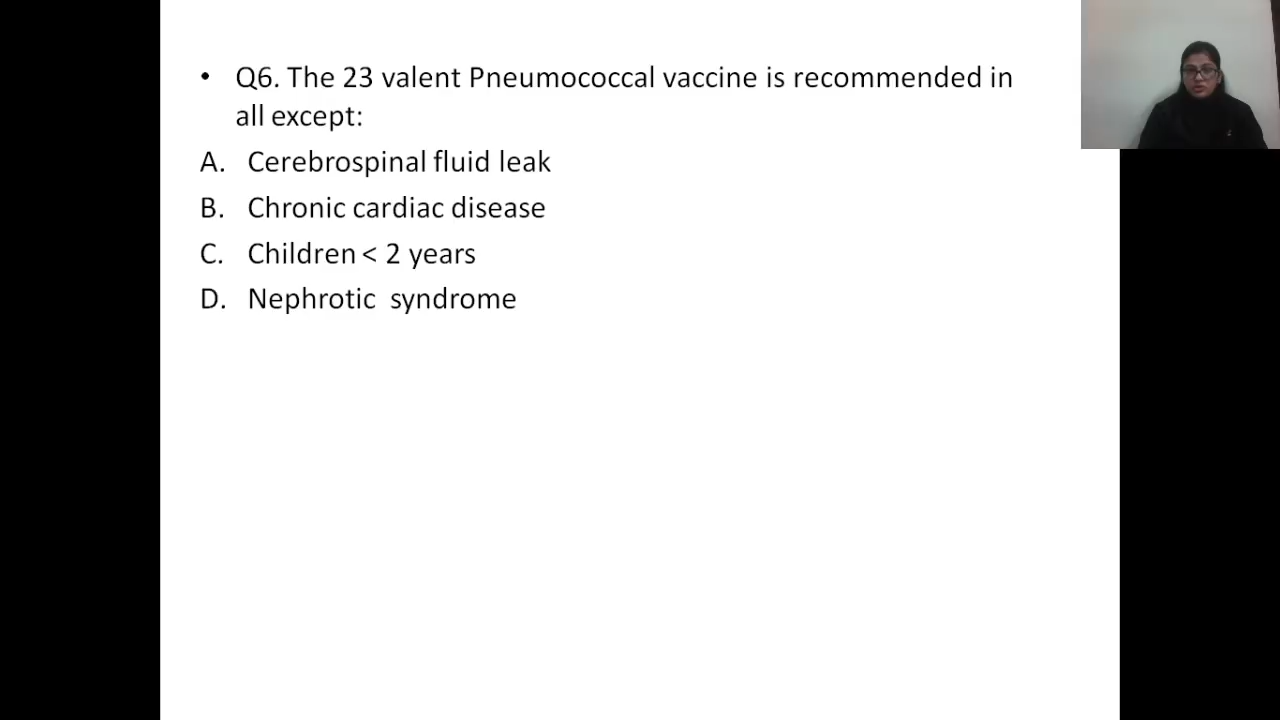 • Q6. The 23 valent Pneumococcal vaccine is recommended in
all except:
A. Cerebrospinal fluid leak
B. Chronic cardiac disease
C. Children < 2 years
D. Nephrotic syndrome